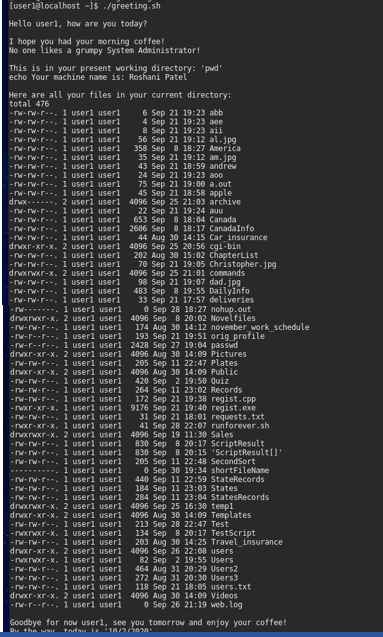 [user1@localhost ~]$ ./greeting.sh
Hello user1, how are you today?
I hope you had your morning coffee!
No one likes a grumpy System Administrator!
This is in your present working directory: 'pwd'
echo Your machine name is: Roshani Patel
Here are all your files in your current directory:
total 476
-rw-rw-r--. 1 user1 user1 6 Sep 21 19:23 abb
-rw-rw-r--. 1 user1 user1 4 Sep 21 19:23 aee
-rw-rw-r--. 1 user1 user1 8 Sep 21 19:23 aii
-rw-rw-r--. 1 user1 user1 56 Sep 21 19:12 al.jpg
-rw-rw-r--. 1 user1 user1 358 Sep 8 18:27 America
-rw-rw-r--. 1 user1 user1 35 Sep 21 19:12 am.jpg
-rw-rw-r--. 1 user1 user1 43 Sep 21 18:59 andrew
-rw-rw-r--. 1 user1 user1 24 Sep 21 19:23 aoo
-rw-rw-r--. 1 user1 user1 75 Sep 21 19:00 a.out
-rw-rw-r--. 1 user1 user1 45 Sep 21 18:58 apple
drwx------. 2 user1 user1 4096 Sep 25 21:03 archive
-rw-rw-r--. 1 user1 user1 22 Sep 21 19:24 auu
-rw-rw-r--. 1 user1 user1 653 Sep 8 18:04 Canada
-rw-rw-r--. 1 user1 user1 2606 Sep 8 18:17 CanadaInfo
-rw-rw-r--. 1 user1 user1 44 Aug 30 14:15 Car_insurance
drwxr-xr-x. 2 user1 user1 4096 Sep 25 20:56 cgi-bin
-rw-rw-r--. 1 user1 user1 202 Aug 30 15:02 ChapterList
-rw-rw-r--. 1 user1 user1 70 Sep 21 19:05 Christopher.jpg
drwxrwxr-x. 2 user1 user1 4096 Sep 25 21:01 commands
-rw-rw-r--. 1 user1 user1 98 Sep 21 19:07 dad.jpg
-rw-rw-r--. 1 user1 user1 483 Sep 8 19:55 DailyInfo
-rw-rw-r--. 1 user1 user1 33 Sep 21 17:57 deliveries
-rw-------. 1 user1 user1 0 Sep 28 18:27 nohup.out
drwxrwxr-x. 2 user1 user1 4096 Sep 8 20:02 Novelfiles
-rw-rw-r--. 1 user1 user1 174 Aug 30 14:12 november_work_schedule
-rw-r--r--. 1 user1 user1 193 Sep 21 19:51 orig_profile
-rw-r--r--. 1 user1 user1 2428 Sep 27 19:04 passwd
drwxr-xr-x. 2 user1 user1 4096 Aug 30 14:09 Pictures
-rw-rw-r--. 1 user1 user1 205 Sep 11 22:47 Plates
drwxr-xr-x. 2 user1 user1 4096 Aug 30 14:09 Public
-rw-rw-r--. 1 user1 user1 420 Sep 2 19:50 Quiz
-rw-rw-r--. 1 user1 user1 264 Sep 11 23:02 Records
-rw-rw-r--. 1 user1 user1 172 Sep 21 19:38 regist.cpp
-rwxr-xr-x. 1 user1 user1 9176 Sep 21 19:40 regist.exe
-rw-rw-r--. 1 user1 user1 31 Sep 21 18:01 requests.txt
-rwxr-xr-x. 1 user1 user1 41 Sep 28 22:07 runforever.sh
drwxrwxr-x. 2 user1 user1 4096 Sep 19 11:30 Sales
-rw-rw-r--. 1 user1 user1 830 Sep 8 20:17 ScriptResult
-rw-rw-r--. 1 user1 user1 830 Sep 8 20:15 'ScriptResult[]'
-rw-rw-r--. 1 user1 user1 205 Sep 11 22:48 SecondSort
----------. 1 user1 user1 0 Sep 30 19:34 shortFileName
-rw-rw-r--. 1 user1 user1 440 Sep 11 22:59 StateRecords
-rw-rw-r--. 1 user1 user1 184 Sep 11 23:03 States
-rw-rw-r--. 1 user1 user1 284 Sep 11 23:04 StatesRecords
drwxrwxr-x. 2 user1 user1 4096 Sep 25 16:30 temp1
drwxr-xr-x. 2 user1 user1 4096 Aug 30 14:09 Templates
-rw-rw-r--. 1 user1 user1 213 Sep 28 22:47 Test
-rwxrwxr-x. 1 user1 user1 134 Sep 8 20:17 TestScript
-rw-rw-r--. 1 user1 user1 203 Aug 30 14:25 Travel_insurance
drwxr-xr-x. 2 user1 user1 4096 Sep 26 22:08 users
-rwxrwxr-x. 1 user1 user1 82 Sep 2 19:55 Users
-rw-rw-r--. 1 user1 user1 464 Aug 31 20:29 Users2
-rw-rw-r--. 1 user1 user1 272 Aug 31 20:30 Users3
-rw-rw-r--. 1 user1 user1 118 Sep 21 18:05 users.txt
drwxr-xr-x. 2 user1 user1 4096 Aug 30 14:09 Videos
-rw-r--r--. 1 user1 user1 0 Sep 26 21:19 web.log
Goodbye for now user1, see you tomorrow and enjoy your coffee!
By the way, today is '10/2/2020'